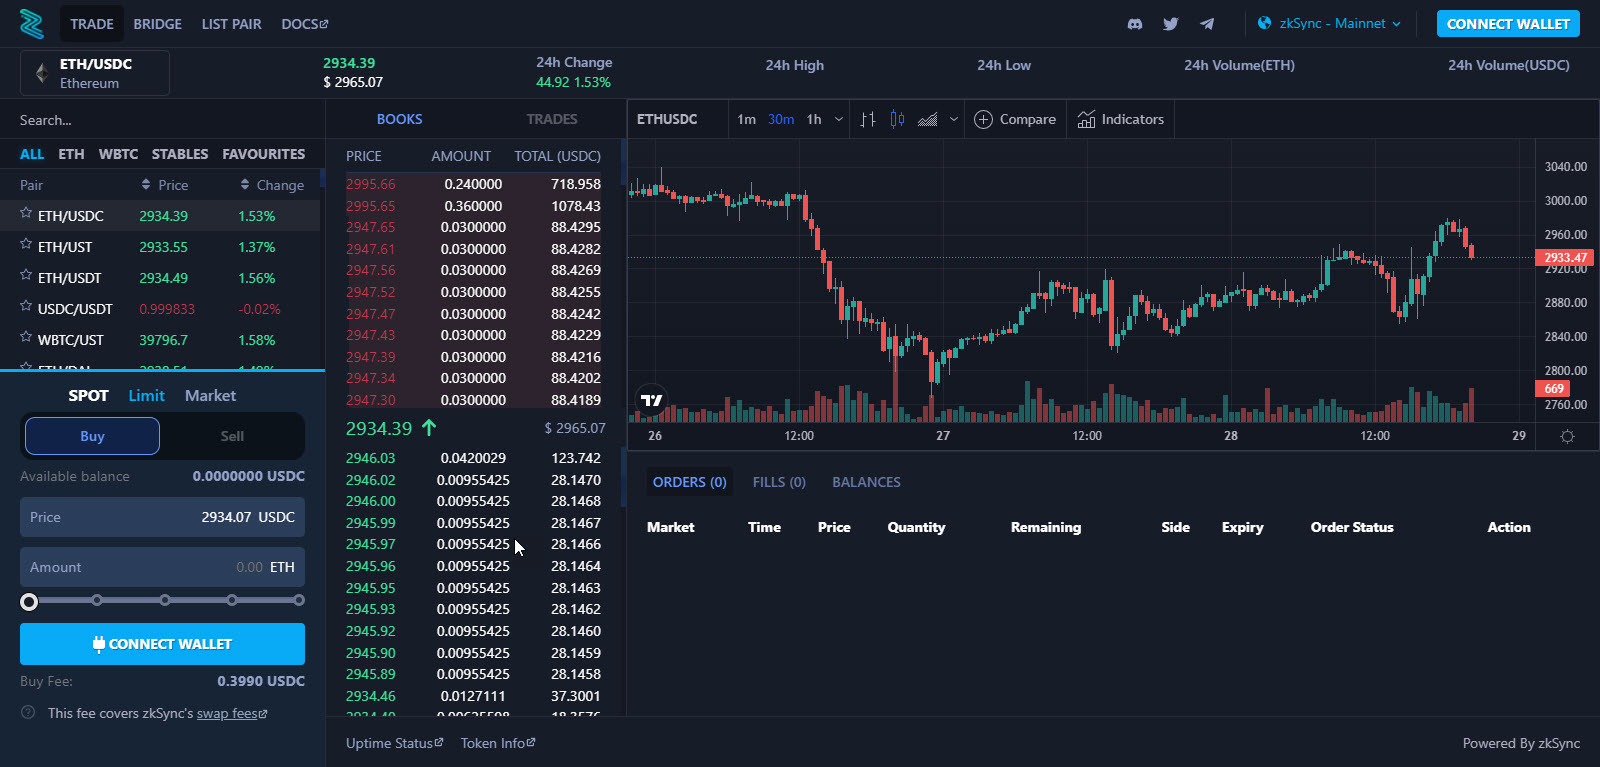 TRADE BRIDGE LIST PAIR DOCS
zkSync - Mainnet
CONNECT WALLET
ETH/USDC
Ethereum
2934.39
$ 2965.07
24h Change
44.92 1.53%
24h High
24h Low
24h Volume(ETH)
24h Volume(USDC)
Search...
ALL ETH WBTC STABLES FAVOURITES
Pair Price Change
ETH/USDC 2934.39 1.53%
ETH/UST 2933.55 1.37%
ETH/USDT 2934.49 1.56%
USDC/USDT 0.999833 -0.02%
WBTC/UST 39796.7 1.58%
SPOT Limit Market
Buy Sell
Available balance 0.0000000 USDC
Price 2934.07 USDC
Amount 0.00 ETH
CONNECT WALLET
Buy Fee: 0.3990 USDC
This fee covers zkSync's swap fees
BOOKS TRADES
PRICE AMOUNT TOTAL (USDC)
2995.66 0.240000 718.958
2995.65 0.360000 1078.43
2947.65 0.0300000 88.4295
2947.61 0.0300000 88.4282
2947.56 0.0300000 88.4269
2947.52 0.0300000 88.4255
2947.47 0.0300000 88.4242
2947.43 0.0300000 88.4229
2947.39 0.0300000 88.4216
2947.34 0.0300000 88.4202
2947.30 0.0300000 88.4189
2934.39 $ 2965.07
2946.03 0.0420029 123.742
2946.02 0.00955425 28.1470
2946.00 0.00955425 28.1468
2945.99 0.00955425 28.1467
2945.97 0.00955425 28.1466
2945.96 0.00955425 28.1464
2945.95 0.00955425 28.1463
2945.93 0.00955425 28.1462
2945.92 0.00955425 28.1460
2945.90 0.00955425 28.1459
2945.89 0.00955425 28.1458
2934.46 0.0127111 37.3001
ETHUSDC 1m 30m 1h Compare Indicators
3040.00
3000.00
2960.00
2933.47
2920.00
2880.00
2840.00
2800.00
669
2760.00
26 12:00 27 12:00 28 12:00 29
ORDERS (0) FILLS (0) BALANCES
Market Time Price Quantity Remaining Side Expiry Order Status Action
Uptime Status Token Info
Powered By zkSync